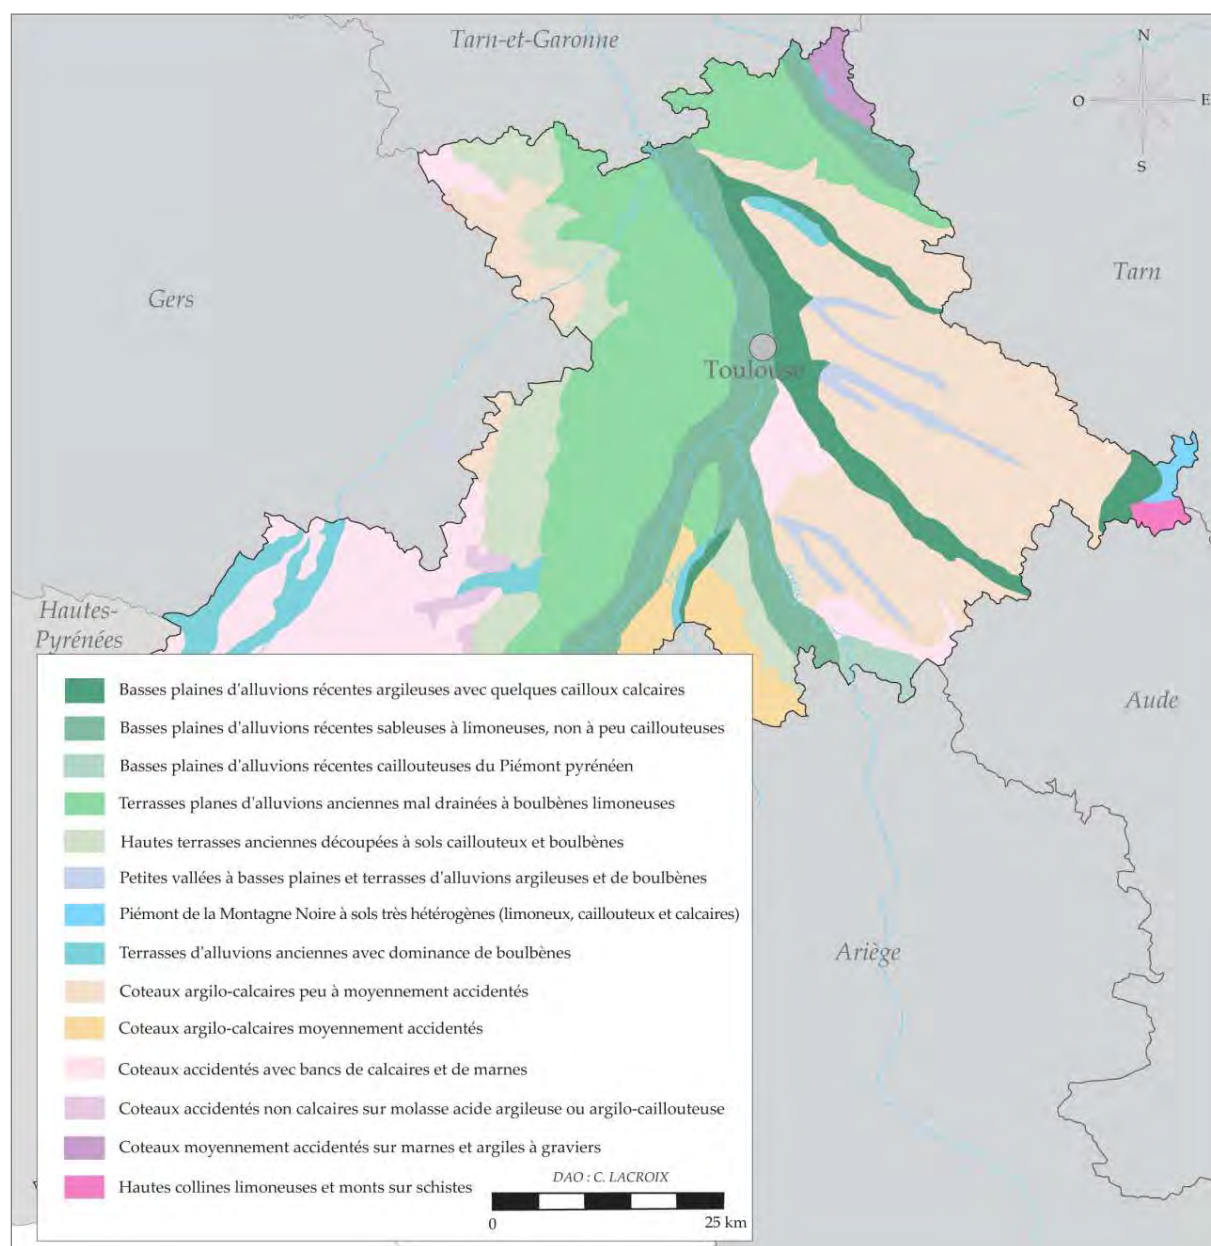 Tarn-et-Garonne
N
O
E
S
Gers
Tarn
Toulouse
Hautes-
Pyrénées
Aude
Ariège
Basses plaines d'alluvions récentes argileuses avec quelques cailloux calcaires
Basses plaines d'alluvions récentes sableuses à limoneuses, non à peu caillouteuses
Basses plaines d'alluvions récentes caillouteuses du Piémont pyrénéen
Terrasses planes d'alluvions anciennes mal drainées à boulbènes limoneuses
Hautes terrasses anciennes découpées à sols caillouteux et boulbènes
Petites vallées à basses plaines et terrasses d'alluvions argileuses et de boulbènes
Piémont de la Montagne Noire à sols très hétérogènes (limoneux, caillouteux et calcaires)
Terrasses d'alluvions anciennes avec dominance de boulbènes
Coteaux argilo-calcaires peu à moyennement accidentés
Coteaux argilo-calcaires moyennement accidentés
Coteaux accidentés avec bancs de calcaires et de marnes
Coteaux accidentés non calcaires sur molasse acide argileuse ou argilo-caillouteuse
Coteaux moyennement accidentés sur marnes et argiles à graviers
Hautes collines limoneuses et monts sur schistes
DAO : C. LACROIX
0
25 km